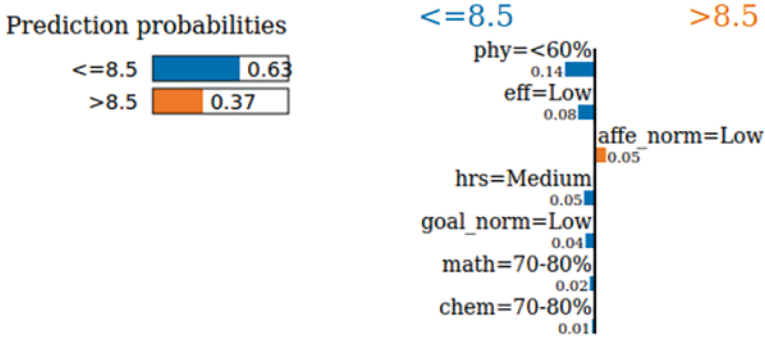 Prediction probabilities
<=8.5 0.63
>8.5 0.37
<=8.5 >8.5
phy=<60%
0.14
eff=Low
0.08
affe_norm=Low
0.05
hrs=Medium
0.05
goal_norm=Low
0.04
math=70-80%
0.02
chem=70-80%
0.01